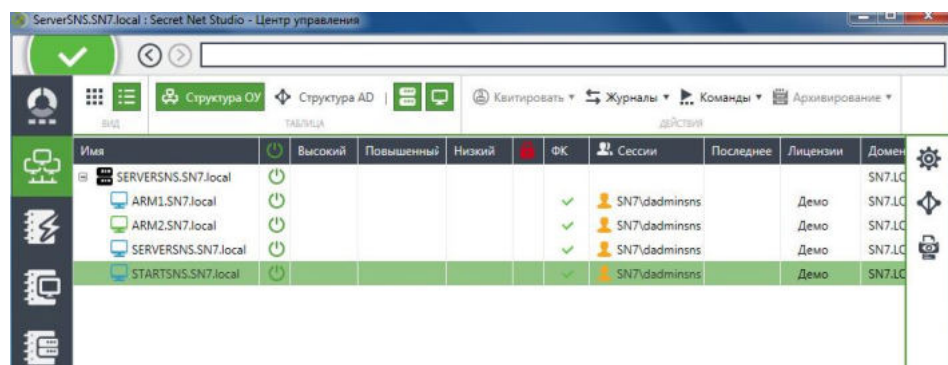 ServerSNS.SN7.local : Secret Net Studio - Центр управления
Структура ОУ Структура AD | Квитировать Журналы Команды Архивирование
ВИД ТАБЛИЦА ДЕЙСТВИЯ
Имя Высокий Повышенный Низкий ФК Сессии Последнее Лицензии Домен
SERVERSNS.SN7.local SN7.LC
ARM1.SN7.local SN7\dadminsns Демо SN7.LC
ARM2.SN7.local SN7\dadminsns Демо SN7.LC
SERVERSNS.SN7.local SN7\dadminsns Демо SN7.LC
STARTSNS.SN7.local SN7\dadminsns Демо SN7.LC